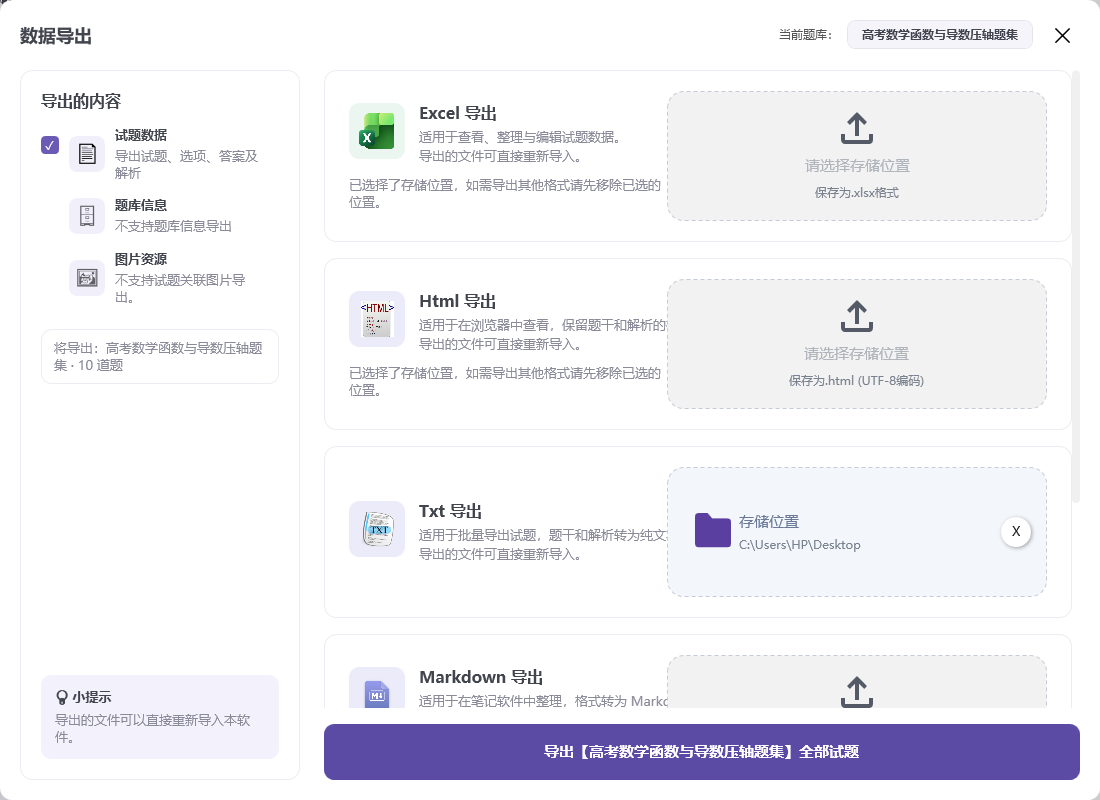 数据导出
当前题库：
高考数学函数与导数压轴题集
导出的内容
试题数据
导出试题、选项、答案及
解析
题库信息
不支持题库信息导出
图片资源
不支持试题关联图片导
出。
将导出：高考数学函数与导数压轴题
集 · 10 道题
小提示
导出的文件可以直接重新导入本软
件。
Excel 导出
适用于查看、整理与编辑试题数据。
导出的文件可直接重新导入。
已选择了存储位置，如需导出其他格式请先移除已选的
位置。
请选择存储位置
保存为.xlsx格式
<HTML>
Html 导出
适用于在浏览器中查看，保留题干和解析的
导出的文件可直接重新导入。
已选择了存储位置，如需导出其他格式请先移除已选的
位置。
请选择存储位置
保存为.html (UTF-8编码)
TXT
Txt 导出
适用于批量导出试题，题干和解析转为纯文
导出的文件可直接重新导入。
存储位置
C:\Users\HP\Desktop
X
Markdown 导出
适用于在笔记软件中整理，格式转为 Markd
导出【高考数学函数与导数压轴题集】全部试题